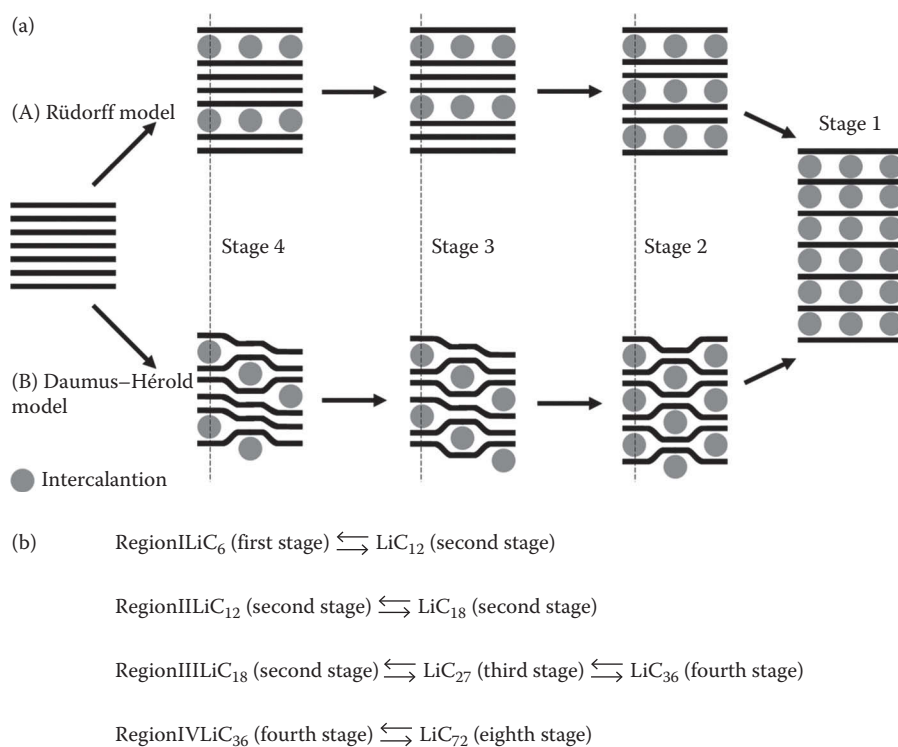 (a)
(A) Rüdorff model
Stage 1
Stage 4
Stage 3
Stage 2
(B) Daumus–Hérold
model
Intercalantion
(b)
RegionILiC₆ (first stage) ⇆ LiC₁₂ (second stage)
RegionIILiC₁₂ (second stage) ⇆ LiC₁₈ (second stage)
RegionIIILiC₁₈ (second stage) ⇆ LiC₂₇ (third stage) ⇆ LiC₃₆ (fourth stage)
RegionIVLiC₃₆ (fourth stage) ⇆ LiC₇₂ (eighth stage)